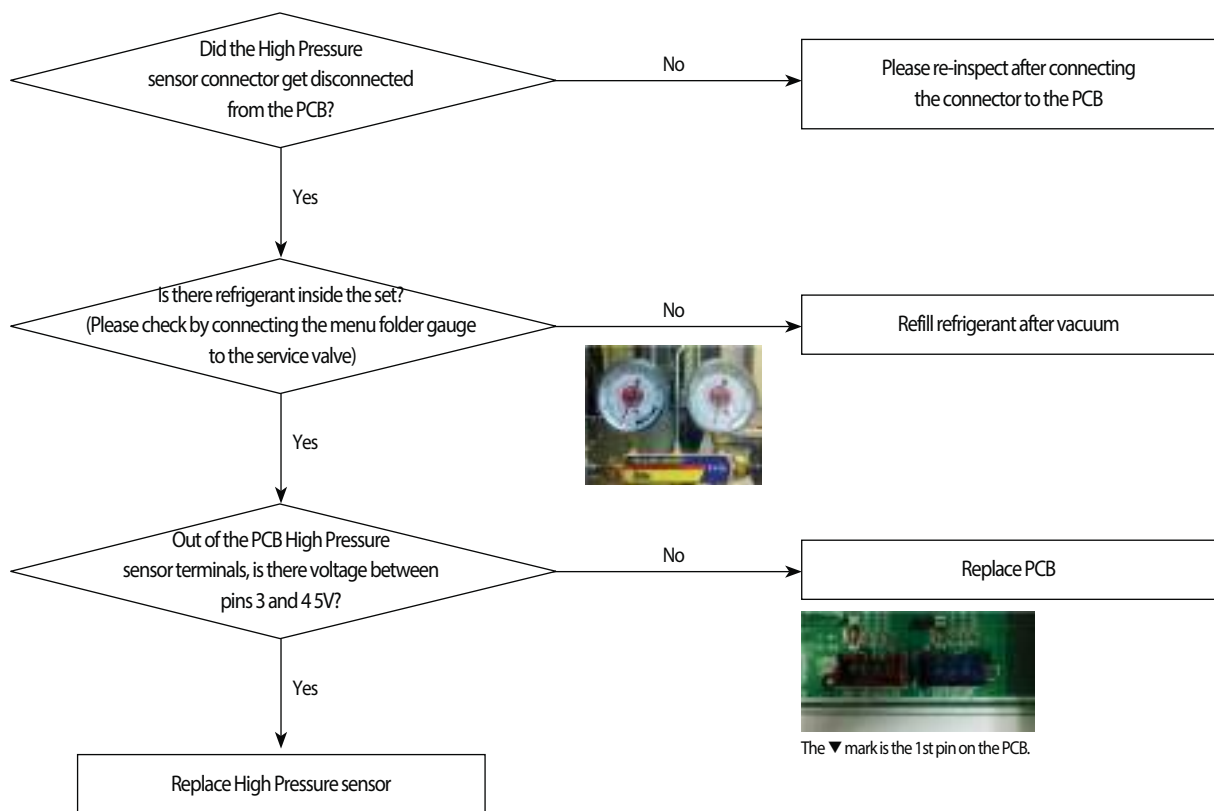 Did the High Pressure
sensor connector get disconnected
from the PCB?
No
Please re-inspect after connecting
the connector to the PCB
Yes
Is there refrigerant inside the set?
(Please check by connecting the menu folder gauge
to the service valve)
No
Refill refrigerant after vacuum
Yes
Out of the PCB High Pressure
sensor terminals, is there voltage between
pins 3 and 4 5V?
No
Replace PCB
The ▼ mark is the 1st pin on the PCB.
Yes
Replace High Pressure sensor